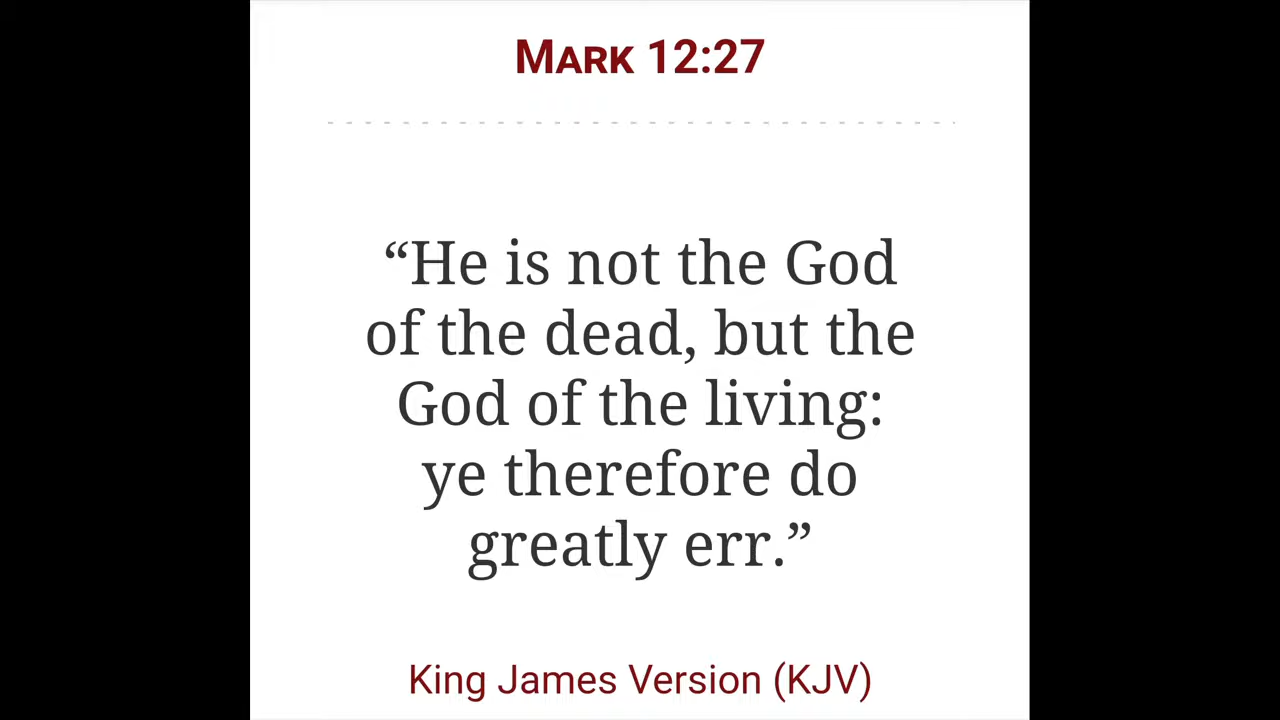 Mark 12:27
“He is not the God
of the dead, but the
God of the living:
ye therefore do
greatly err.”
King James Version (KJV)